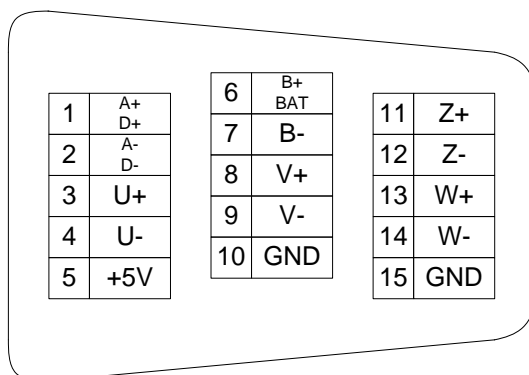 1 A+
D+
2 A-
D-
3 U+
4 U-
5 +5V
6 B+
BAT
7 B-
8 V+
9 V-
10 GND
11 Z+
12 Z-
13 W+
14 W-
15 GND